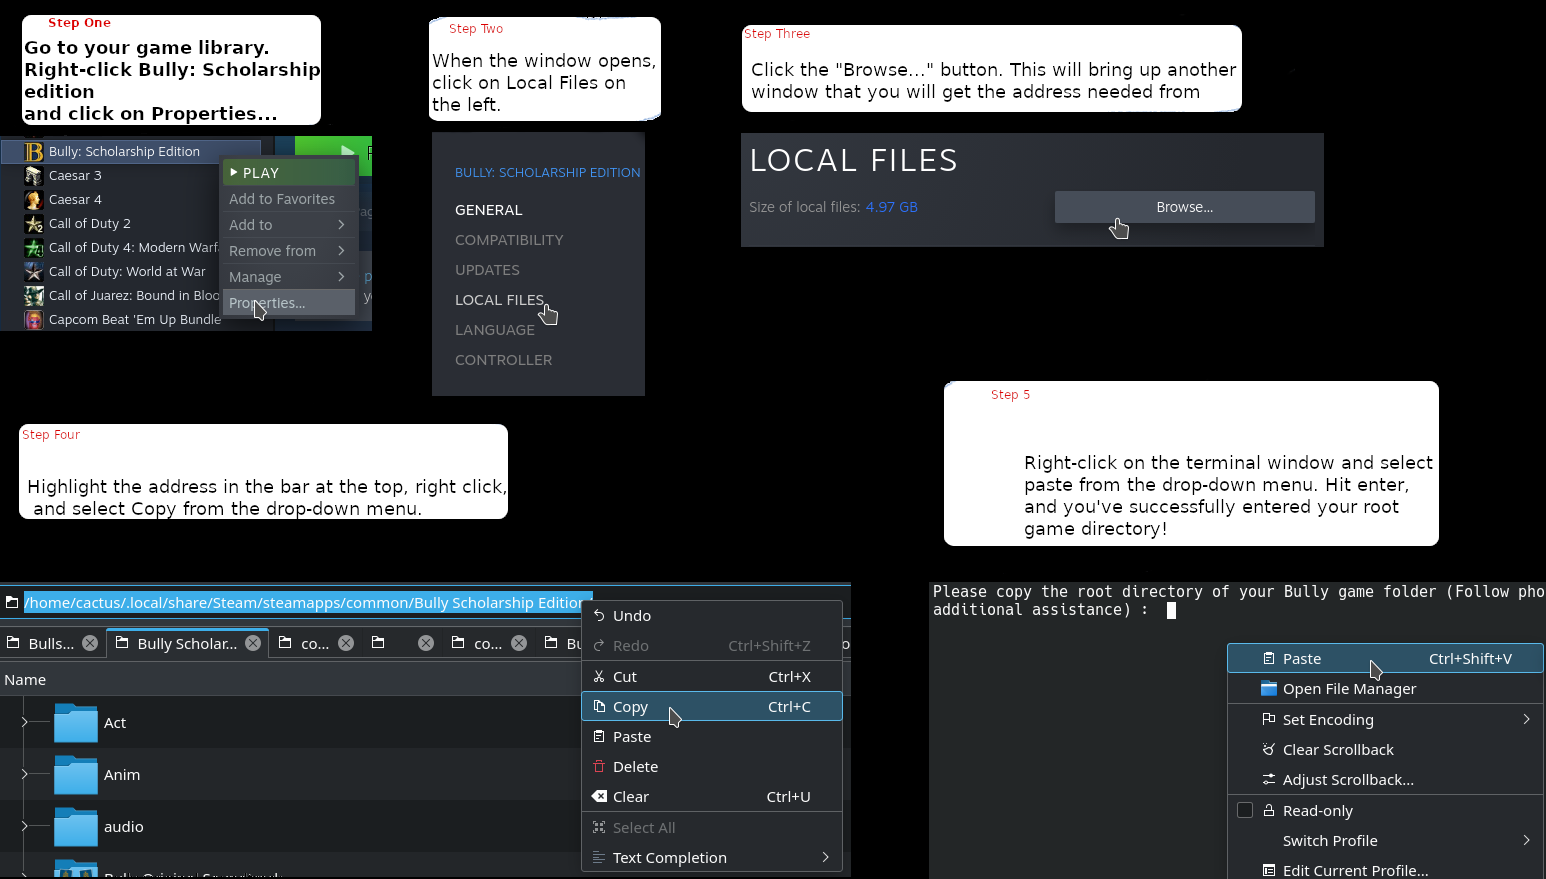 Step One
Go to your game library.
Right-click Bully: Scholarship
edition
and click on Properties...
Bully: Scholarship Edition
Caesar 3
Caesar 4
Call of Duty 2
Call of Duty 4: Modern Warf
Call of Duty: World at War
Call of Juarez: Bound in Bloo
Capcom Beat 'Em Up Bundle
PLAY
Add to Favorites
Add to
Remove from
Manage
Properties...
Step Two
When the window opens,
click on Local Files on
the left.
BULLY: SCHOLARSHIP EDITION
GENERAL
COMPATIBILITY
UPDATES
LOCAL FILES
LANGUAGE
CONTROLLER
Step Three
Click the "Browse..." button. This will bring up another
window that you will get the address needed from
LOCAL FILES
Size of local files: 4.97 GB
Browse...
Step Four
Highlight the address in the bar at the top, right click,
and select Copy from the drop-down menu.
/home/cactus/.local/share/Steam/steamapps/common/Bully Scholarship Edition/
Bulls...
Bully Scholar...
co...
co...
Bu
Name
Act
Anim
audio
Undo
Redo Ctrl+Shift+Z
Cut Ctrl+X
Copy Ctrl+C
Paste
Delete
Clear Ctrl+U
Select All
Text Completion
Step 5
Right-click on the terminal window and select
paste from the drop-down menu. Hit enter,
and you've successfully entered your root
game directory!
Please copy the root directory of your Bully game folder (Follow pho
additional assistance) :
Paste Ctrl+Shift+V
Open File Manager
Set Encoding
Clear Scrollback
Adjust Scrollback...
Read-only
Switch Profile
Edit Current Profile...